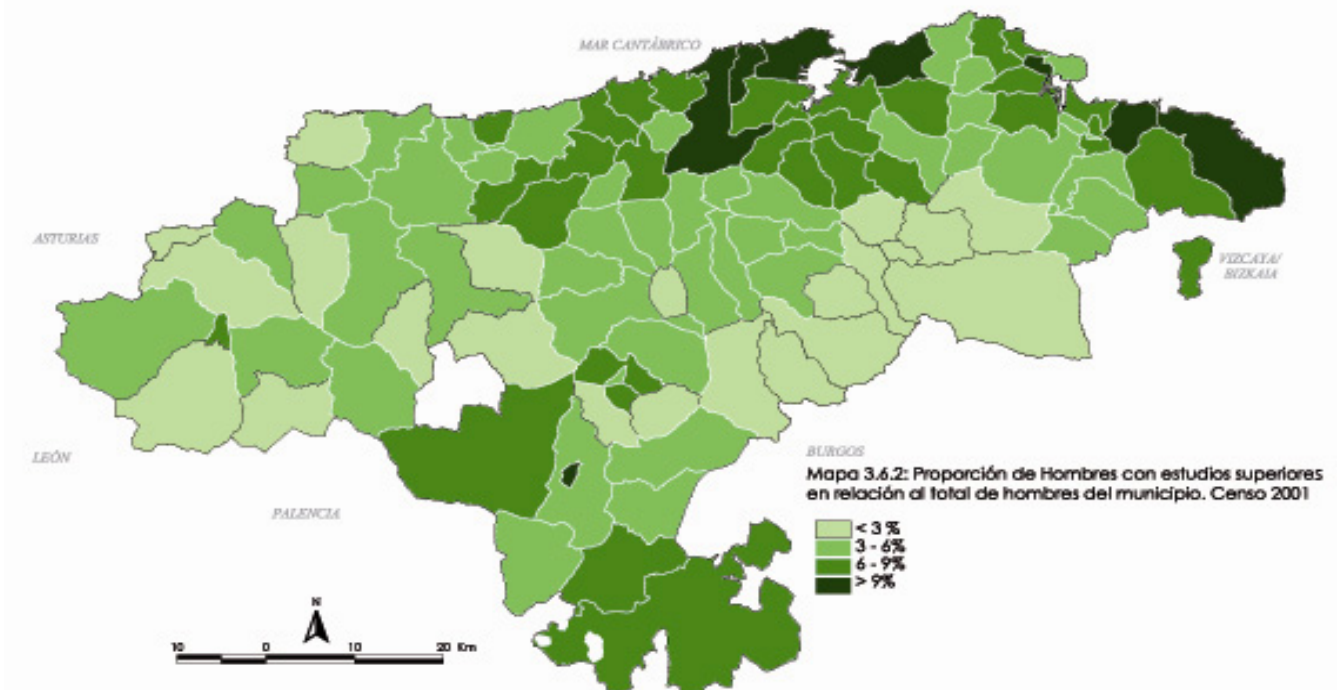 MAR CANTÁBRICO
ASTURIAS
VIZCAYA/
BIZKAIA
LEÓN
BURGOS
Mapa 3.6.2: Proporción de Hombres con estudios superiores
en relación al total de hombres del municipio. Censo 2001
PALENCIA
< 3 %
3 - 6%
6 - 9%
> 9%
N
10 0 10 20 Km